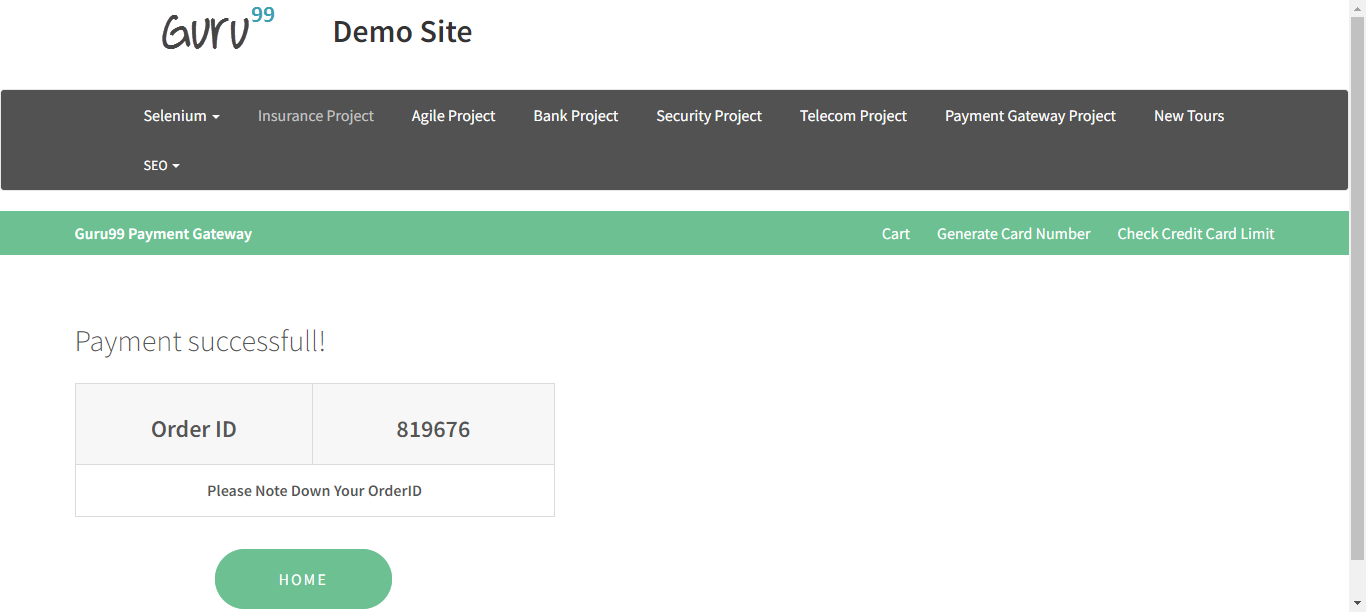 Guru99 Demo Site
Selenium Insurance Project Agile Project Bank Project Security Project Telecom Project Payment Gateway Project New Tours
SEO
Guru99 Payment Gateway Cart Generate Card Number Check Credit Card Limit
Payment successfull!
Order ID 819676
Please Note Down Your OrderID
HOME